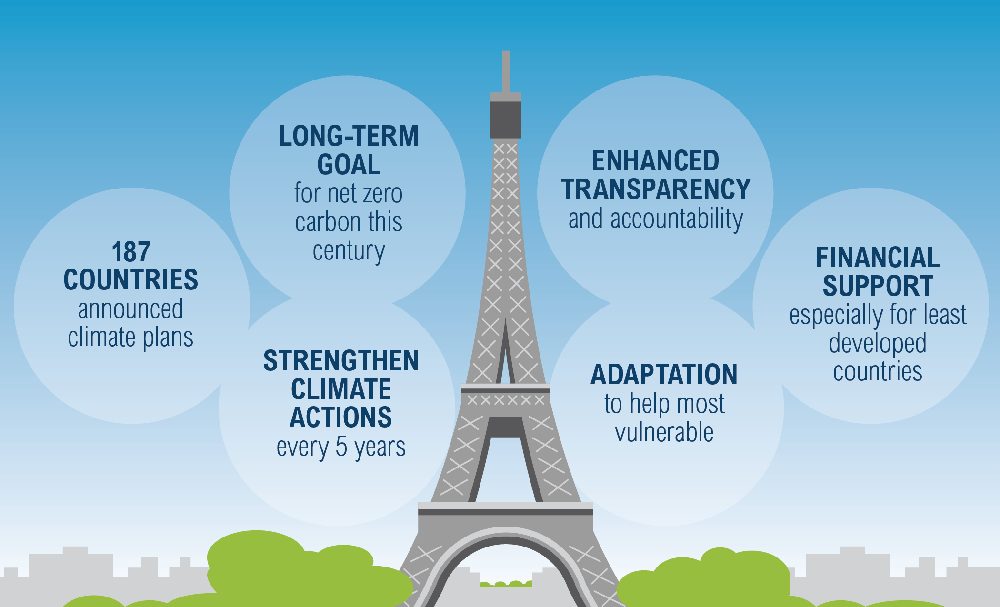 187
COUNTRIES
announced
climate plans
LONG-TERM
GOAL
for net zero
carbon this
century
STRENGTHEN
CLIMATE
ACTIONS
every 5 years
ENHANCED
TRANSPARENCY
and accountability
ADAPTATION
to help most
vulnerable
FINANCIAL
SUPPORT
especially for least
developed
countries